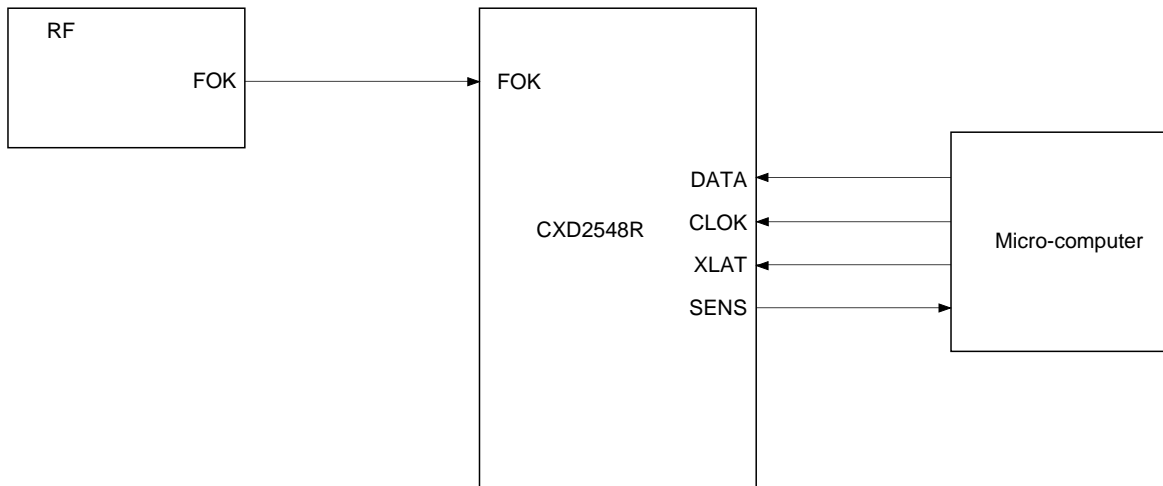 RF
FOK
FOK
CXD2548R
DATA
CLOK
XLAT
SENS
Micro-computer